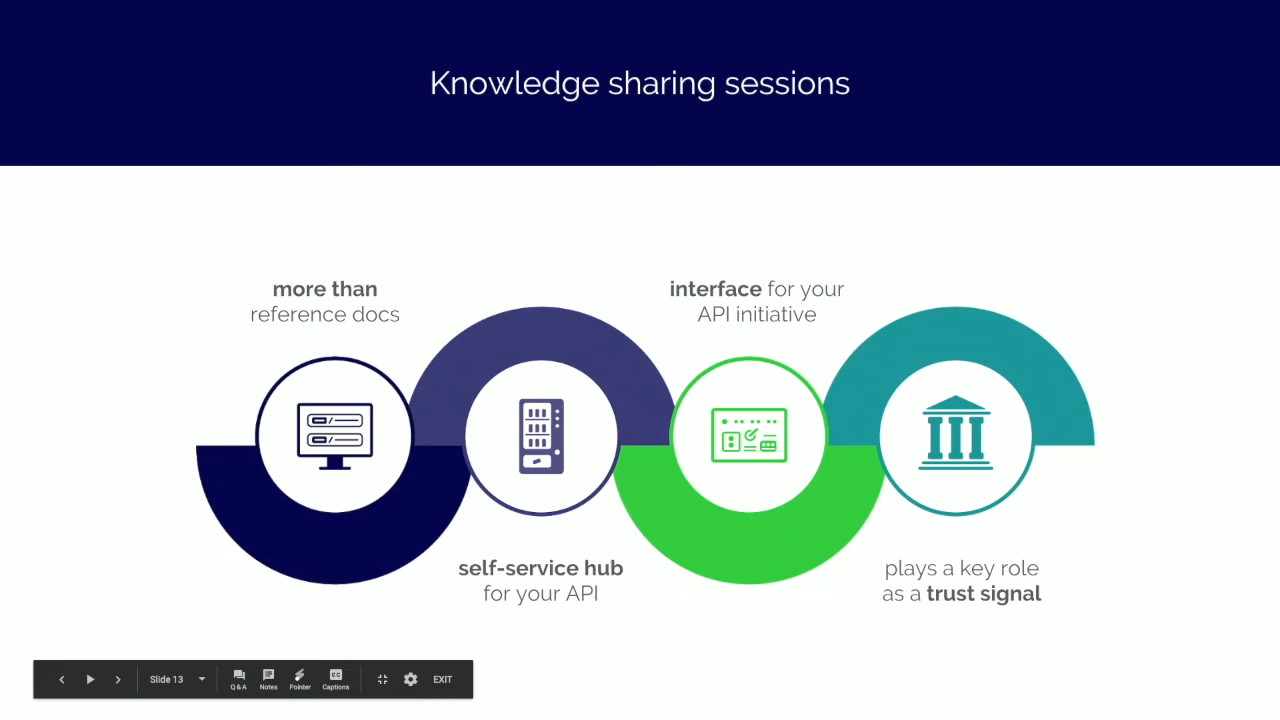 Knowledge sharing sessions
more than
reference docs
interface for your
API initiative
self-service hub
for your API
plays a key role
as a trust signal
Slide 13
Q&A
Notes
Pointer
CC
Captions
EXIT